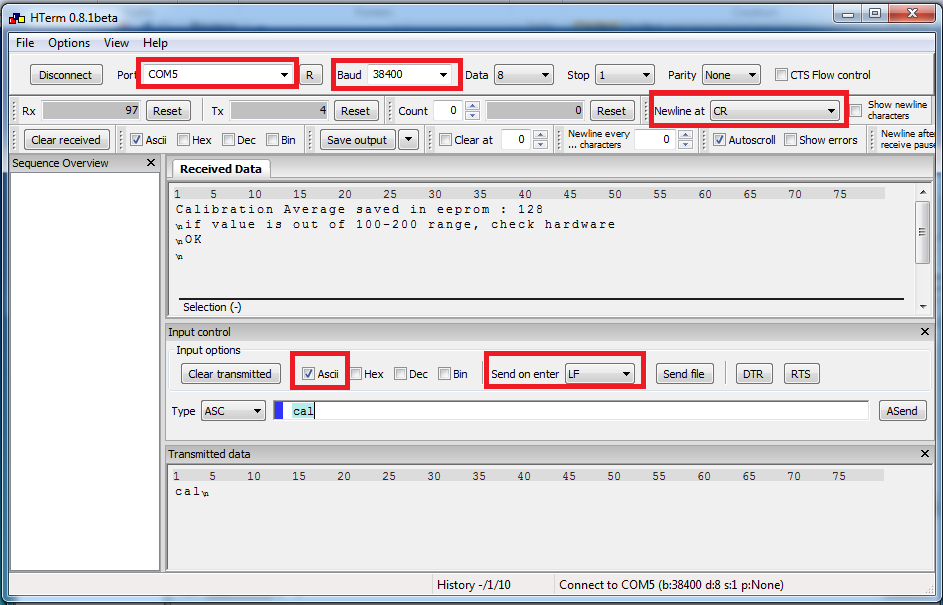 HTerm 0.8.1beta
File Options View Help
Disconnect Port COM5 R Baud 38400 Data 8 Stop 1 Parity None CTS Flow control
Rx 97 Reset Tx 4 Reset Count 0 0 Reset Newline at CR Show newline
characters
Clear received Ascii Hex Dec Bin Save output Clear at 0 Newline every
... characters 0 Autoscroll Show errors Newline after
receive pause
Sequence Overview
Received Data
1 5 10 15 20 25 30 35 40 45 50 55 60 65 70 75
Calibration Average saved in eeprom : 128
\nif value is out of 100-200 range, check hardware
\nOK
\n
Selection (-)
Input control
Input options
Clear transmitted Ascii Hex Dec Bin Send on enter LF Send file DTR RTS
Type ASC cal ASend
Transmitted data
1 5 10 15 20 25 30 35 40 45 50 55 60 65 70 75
cal\n
History -/1/10 Connect to COM5 (b:38400 d:8 s:1 p:None)